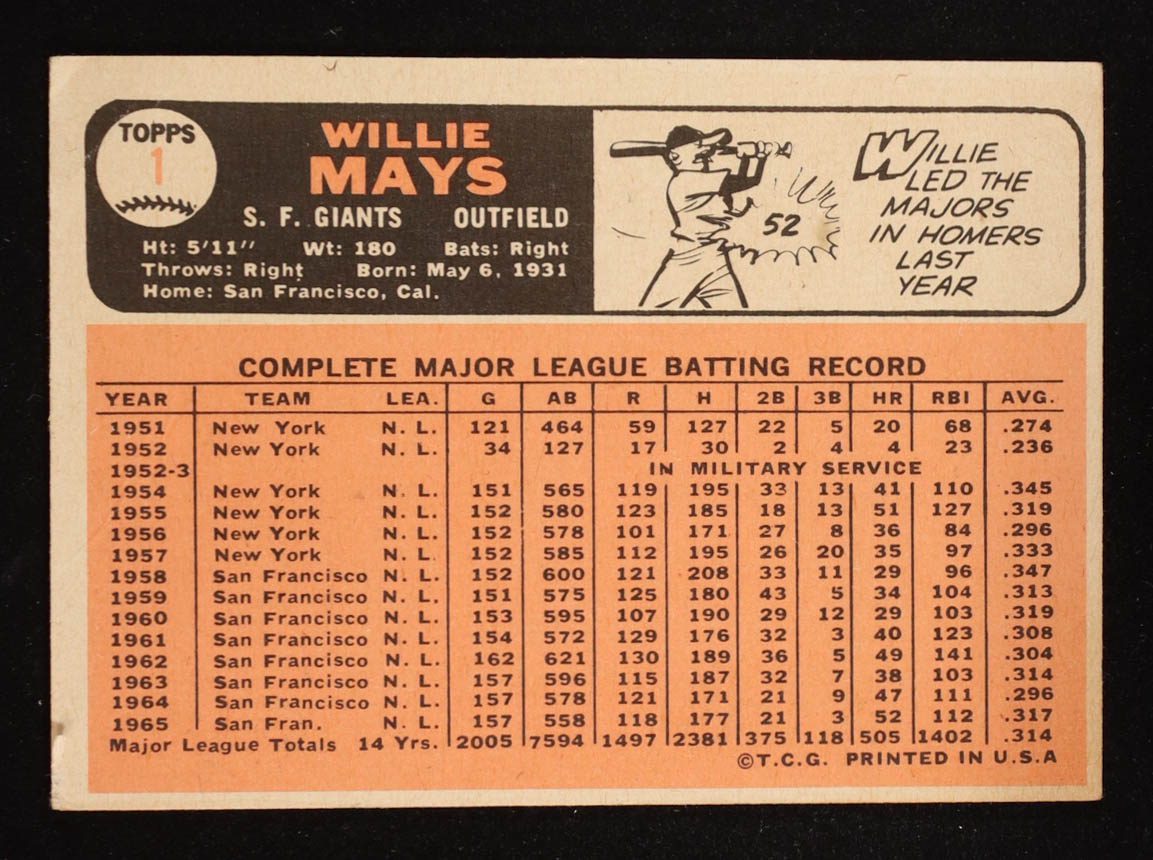 TOPPS
1
WILLIE
MAYS
S. F. GIANTS OUTFIELD
Ht: 5'11" Wt: 180 Bats: Right
Throws: Right Born: May 6, 1931
Home: San Francisco, Cal.
52
WILLIE
LED THE
MAJORS
IN HOMERS
LAST
YEAR
COMPLETE MAJOR LEAGUE BATTING RECORD
YEAR TEAM LEA. G AB R H 2B 3B HR RBI AVG.
1951 New York N. L. 121 464 59 127 22 5 20 68 .274
1952 New York N. L. 34 127 17 30 2 4 4 23 .236
1952-3 IN MILITARY SERVICE
1954 New York N. L. 151 565 119 195 33 13 41 110 .345
1955 New York N. L. 152 580 123 185 18 13 51 127 .319
1956 New York N. L. 152 578 101 171 27 8 36 84 .296
1957 New York N. L. 152 585 112 195 26 20 35 97 .333
1958 San Francisco N. L. 152 600 121 208 33 11 29 96 .347
1959 San Francisco N. L. 151 575 125 180 43 5 34 104 .313
1960 San Francisco N. L. 153 595 107 190 29 12 29 103 .319
1961 San Francisco N. L. 154 572 129 176 32 3 40 123 .308
1962 San Francisco N. L. 162 621 130 189 36 5 49 141 .304
1963 San Francisco N. L. 157 596 115 187 32 7 38 103 .314
1964 San Francisco N. L. 157 578 121 171 21 9 47 111 .296
1965 San Fran. N. L. 157 558 118 177 21 3 52 112 .317
Major League Totals 14 Yrs. 2005 7594 1497 2381 375 118 505 1402 .314
©T.C.G. PRINTED IN U.S.A